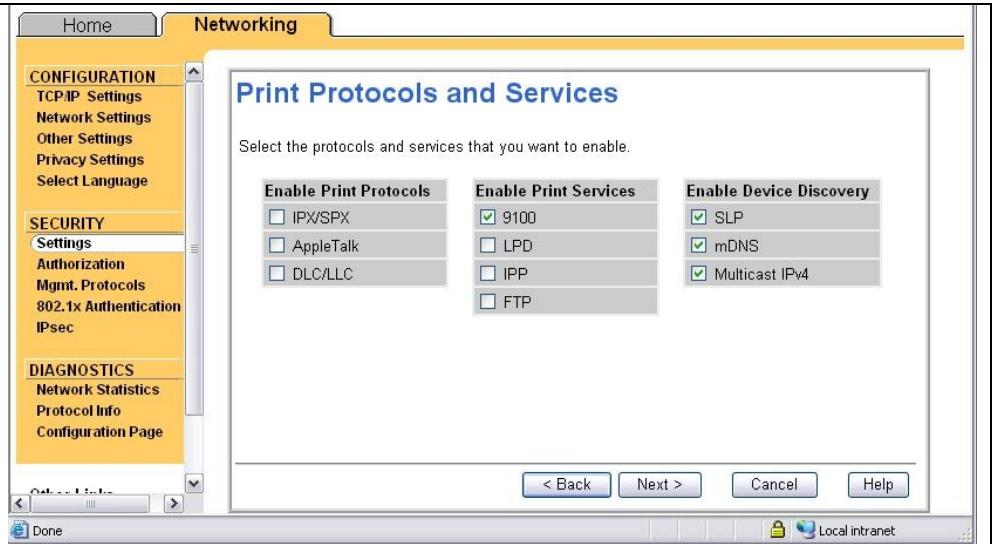 Home
Networking
CONFIGURATION
TCP/IP Settings
Network Settings
Other Settings
Privacy Settings
Select Language
SECURITY
Settings
Authorization
Mgmt. Protocols
802.1x Authentication
IPsec
DIAGNOSTICS
Network Statistics
Protocol Info
Configuration Page
Print Protocols and Services
Select the protocols and services that you want to enable.
Enable Print Protocols
IPX/SPX
AppleTalk
DLC/LLC
Enable Print Services
9100
LPD
IPP
FTP
Enable Device Discovery
SLP
mDNS
Multicast IPv4
< Back
Next >
Cancel
Help
Done
Local intranet